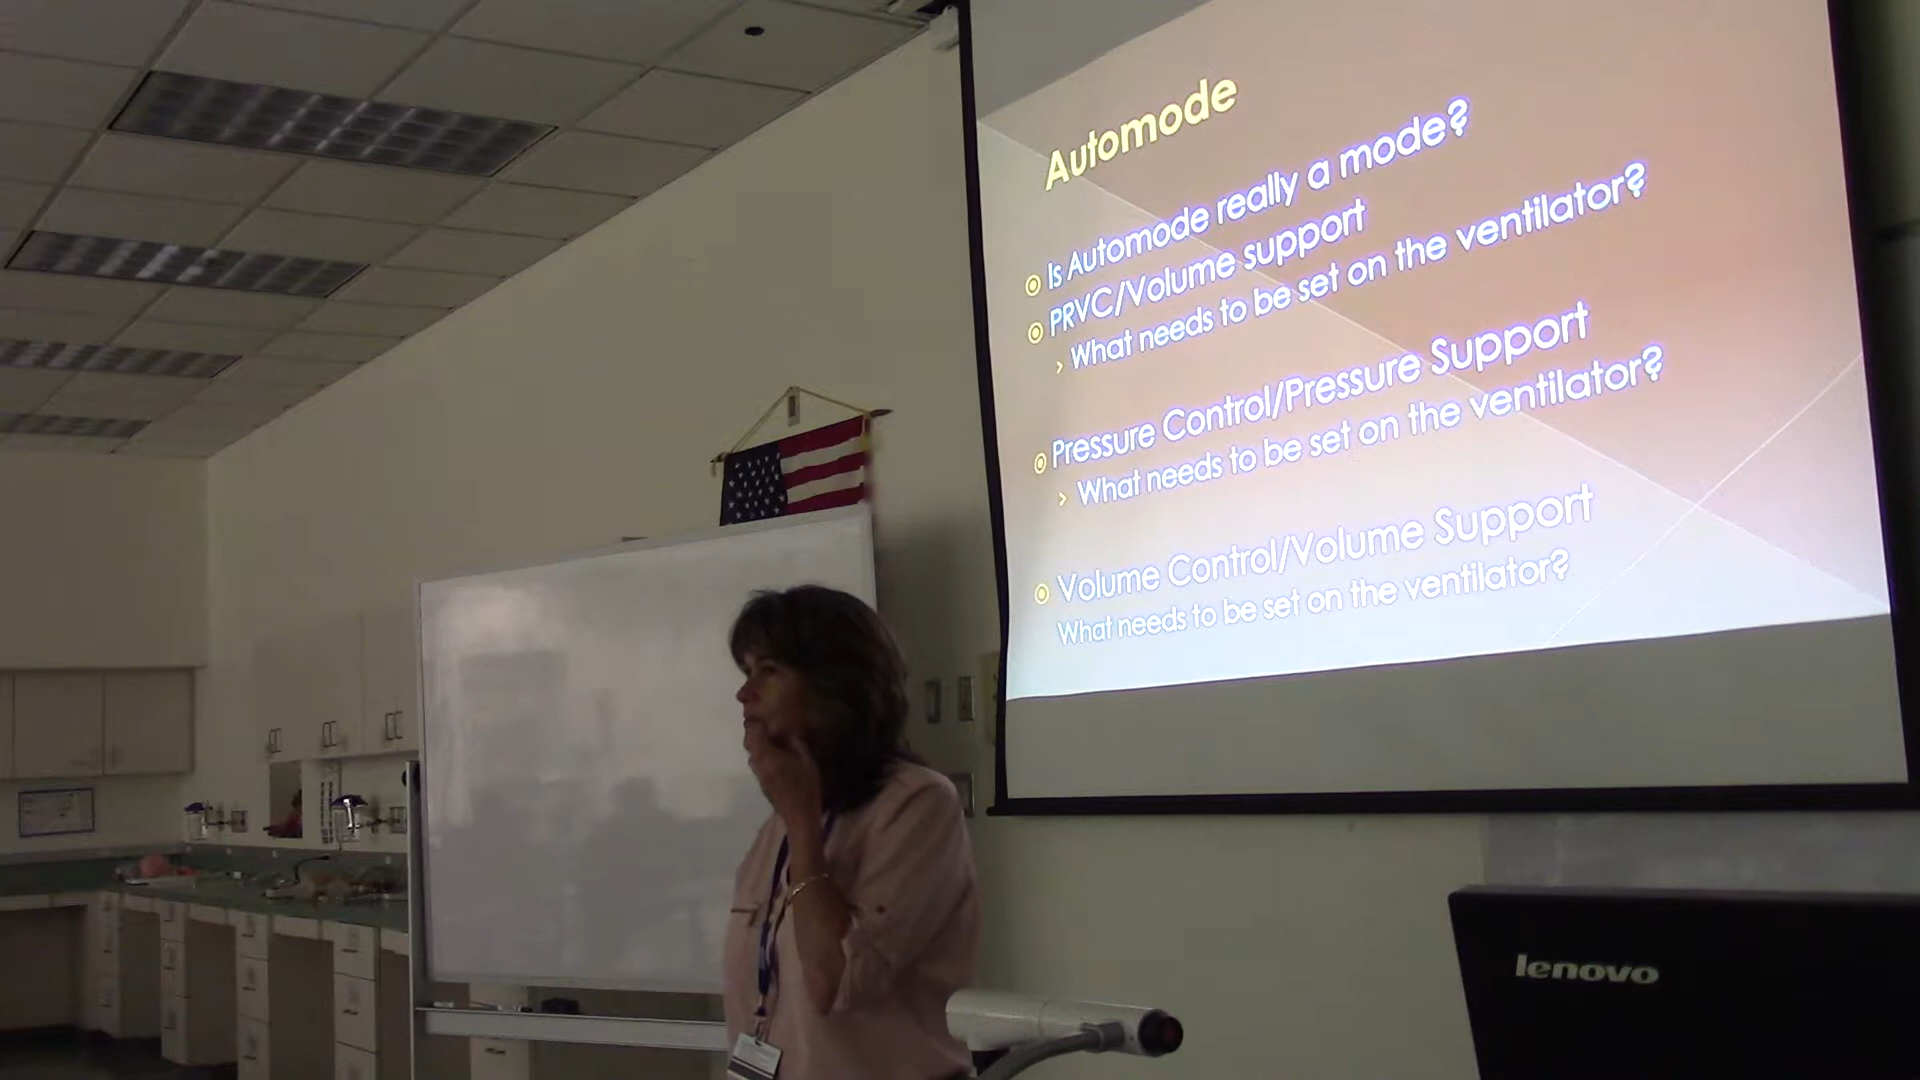 Automode
Is Automode really a mode?
PRVC/Volume support
What needs to be set on the ventilator?
Pressure Control/Pressure Support
What needs to be set on the ventilator?
Volume Control/Volume Support
What needs to be set on the ventilator?
lenovo